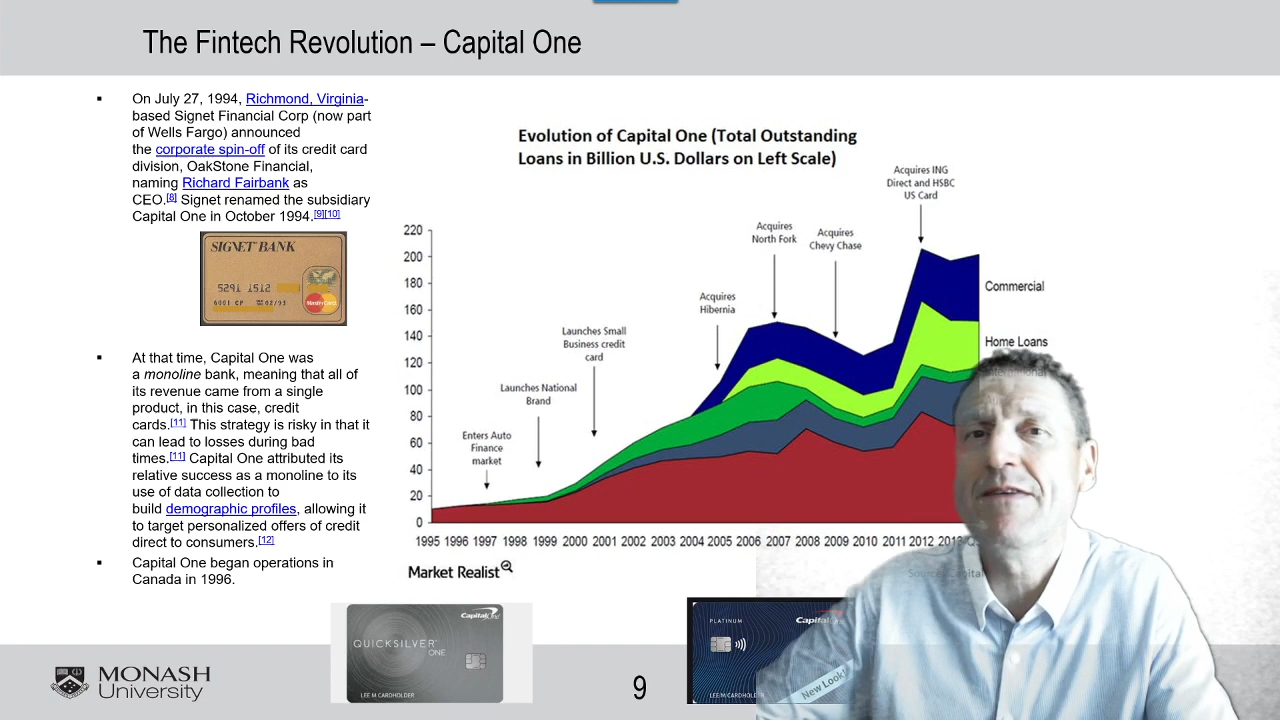 The Fintech Revolution – Capital One
▪ On July 27, 1994, Richmond, Virginia-
based Signet Financial Corp (now part
of Wells Fargo) announced
the corporate spin-off of its credit card
division, OakStone Financial,
naming Richard Fairbank as
CEO.[8] Signet renamed the subsidiary
Capital One in October 1994.[9][10]
SIGNET BANK
5291 1512
6001 CP 02/93
MasterCard
▪ At that time, Capital One was
a monoline bank, meaning that all of
its revenue came from a single
product, in this case, credit
cards.[11] This strategy is risky in that it
can lead to losses during bad
times.[11] Capital One attributed its
relative success as a monoline to its
use of data collection to
build demographic profiles, allowing it
to target personalized offers of credit
direct to consumers.[12]
▪ Capital One began operations in
Canada in 1996.
Evolution of Capital One (Total Outstanding
Loans in Billion U.S. Dollars on Left Scale)
Acquires ING
Direct and HSBC
US Card
Acquires
North Fork
Acquires
Chevy Chase
Acquires
Hibernia
Launches Small
Business credit
card
Launches National
Brand
Enters Auto
Finance
market
220
200
180
160
140
120
100
80
60
40
20
0
Commercial
Home Loans
1995 1996 1997 1998 1999 2000 2001 2002 2003 2004 2005 2006 2007 2008 2009 2010 2011 2012
Market Realist
Source: Capital
Capital One
QUICKSILVER
ONE
LEE M CARDHOLDER
PLATINUM
Capital
LEE M CARDHOLDER
New Look!
MONASH
University
9